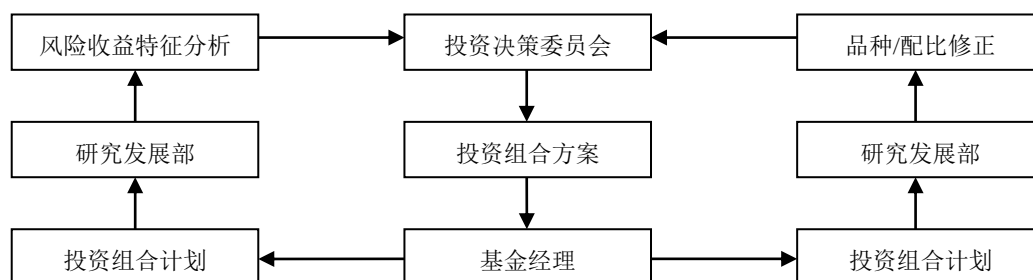 风险收益特征分析
投资决策委员会
品种/配比修正
研究发展部
投资组合方案
研究发展部
投资组合计划
基金经理
投资组合计划